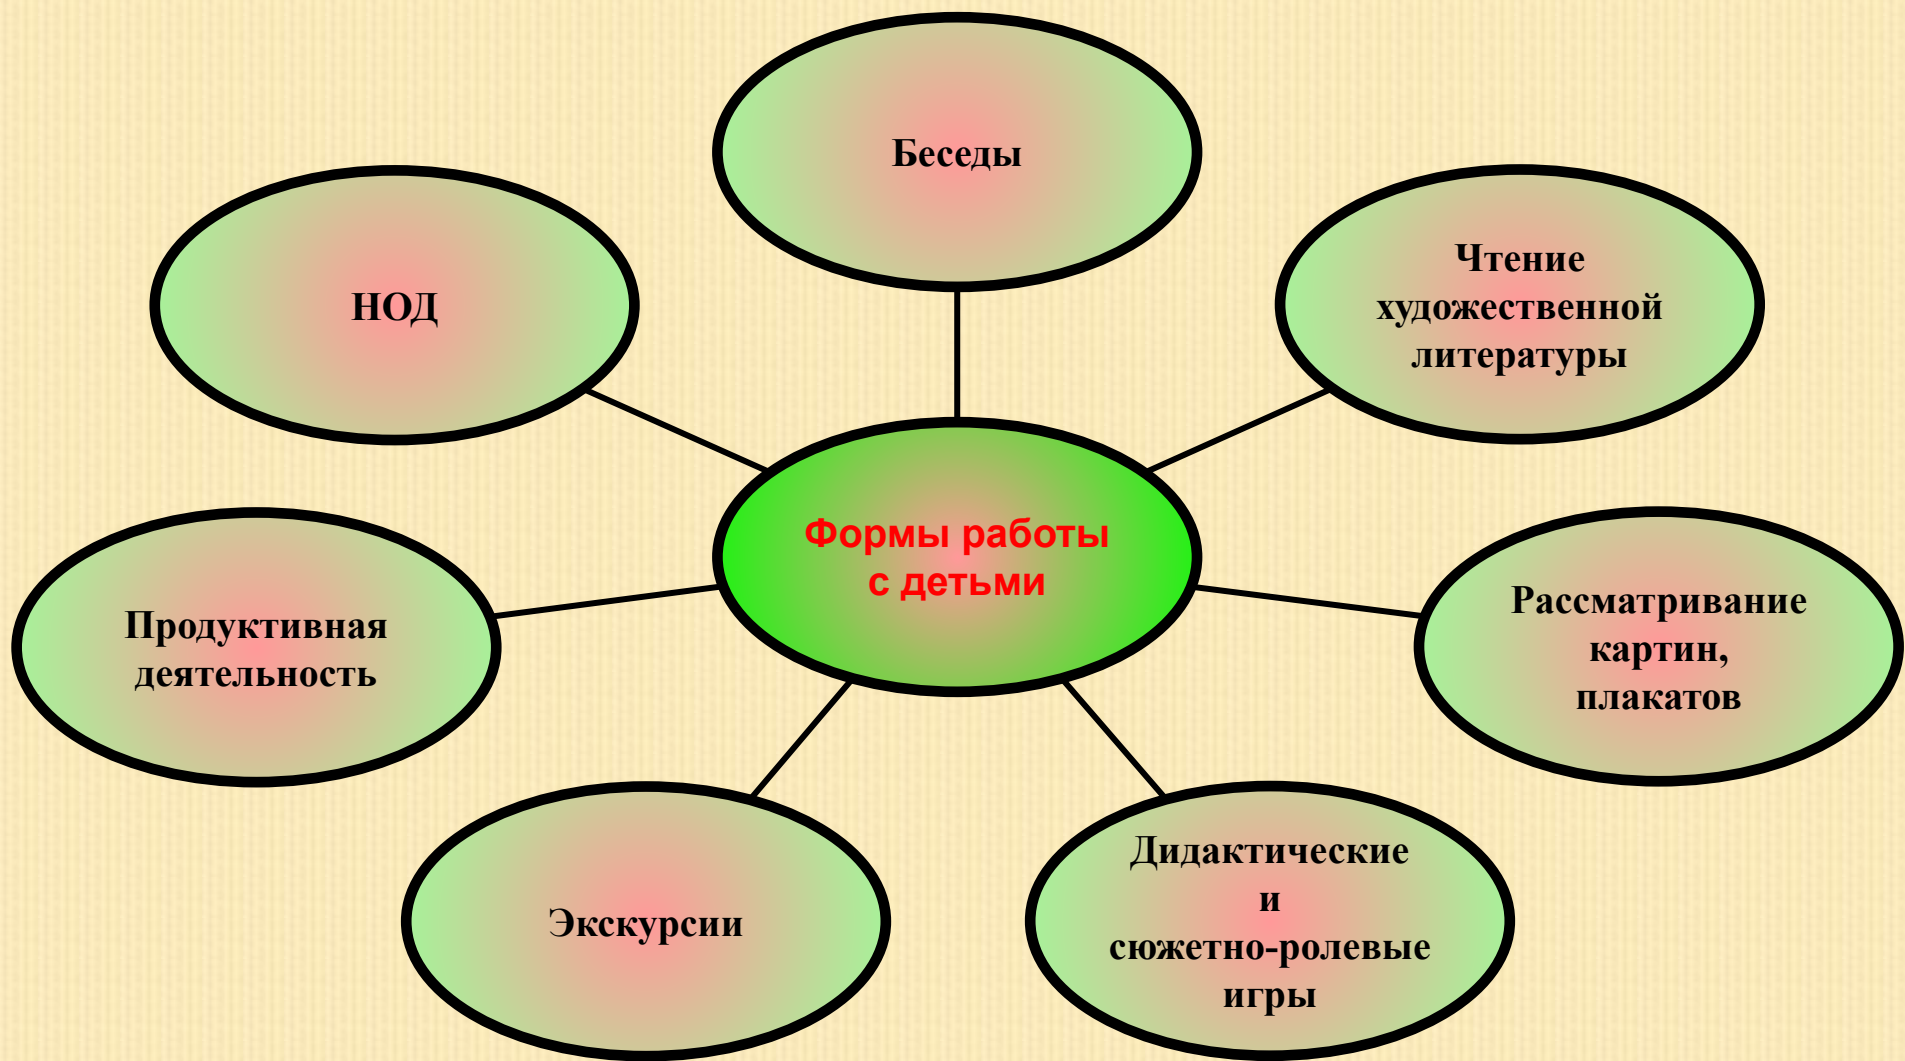 Беседы
НОД
Чтение
художественной
литературы
Формы работы
с детьми
Продуктивная
деятельность
Рассматривание
картин,
плакатов
Экскурсии
Дидактические
и
сюжетно-ролевые
игры